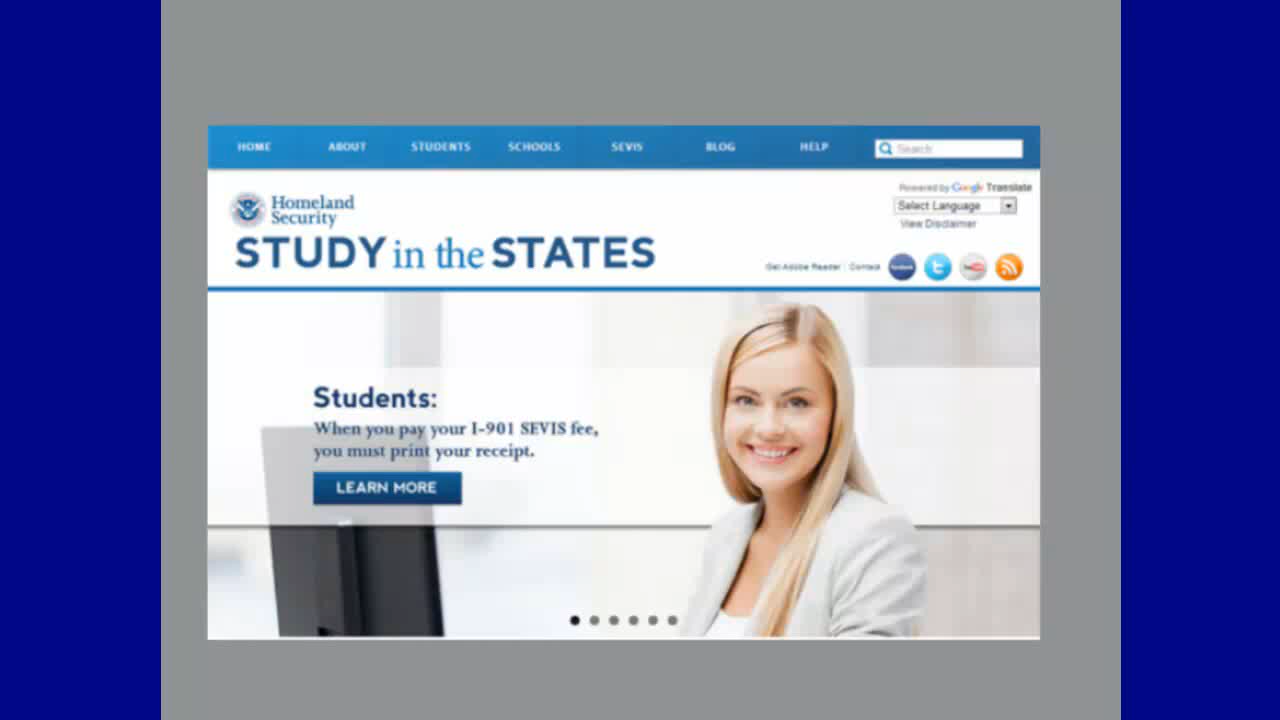 HOME ABOUT STUDENTS SCHOOLS SEVIS BLOG HELP Search
Powered by Google Translate
Select Language
View Disclaimer
Homeland
Security
STUDY in the STATES
Get Adobe Reader Contact facebook YouTube
Students:
When you pay your I-901 SEVIS fee,
you must print your receipt.
LEARN MORE